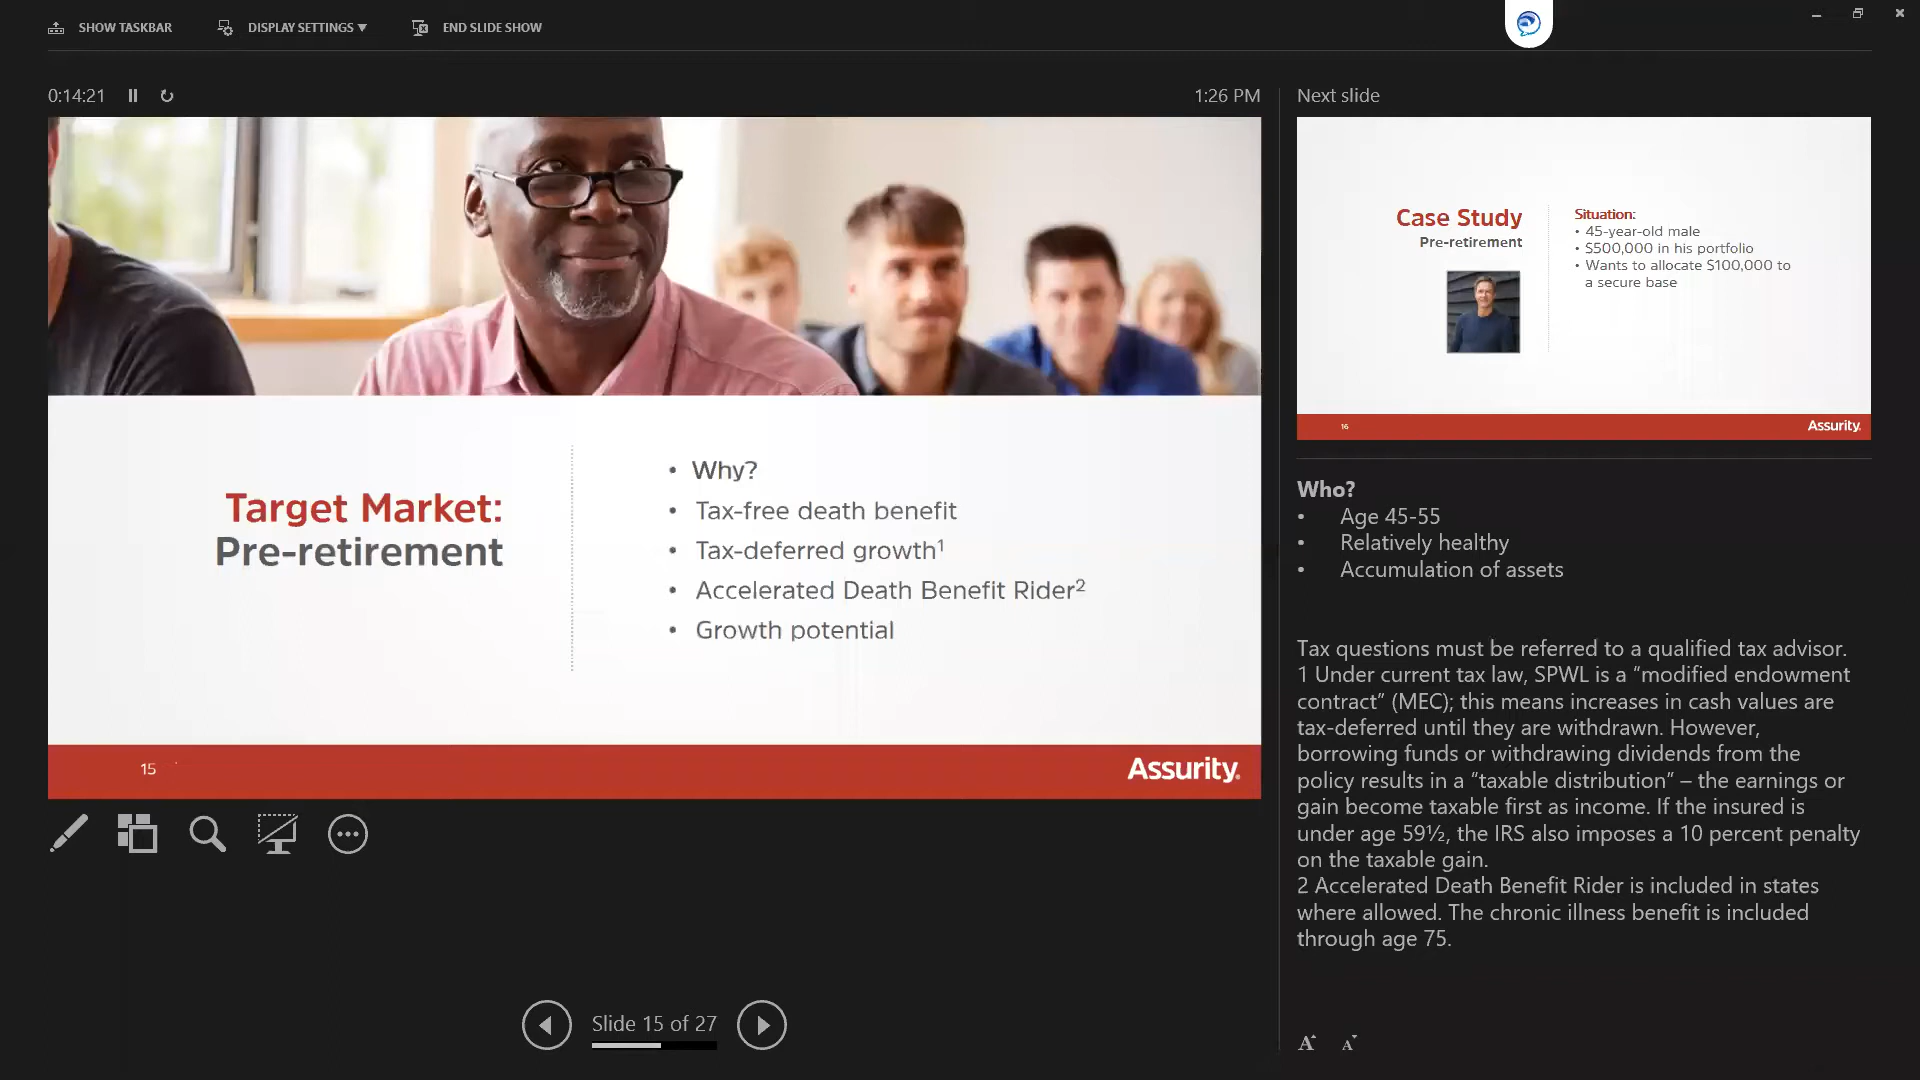 SHOW TASKBAR
DISPLAY SETTINGS
END SLIDE SHOW
0:14:21
1:26 PM
Target Market:
Pre-retirement
• Why?
• Tax-free death benefit
• Tax-deferred growth¹
• Accelerated Death Benefit Rider²
• Growth potential
15
Assurity
Slide 15 of 27
Next slide
Case Study
Pre-retirement
Situation:
• 45-year-old male
• $500,000 in his portfolio
• Wants to allocate $100,000 to
a secure base
16
Assurity
Who?
• Age 45-55
• Relatively healthy
• Accumulation of assets
Tax questions must be referred to a qualified tax advisor.
1 Under current tax law, SPWL is a “modified endowment
contract” (MEC); this means increases in cash values are
tax-deferred until they are withdrawn. However,
borrowing funds or withdrawing dividends from the
policy results in a “taxable distribution” – the earnings or
gain become taxable first as income. If the insured is
under age 59½, the IRS also imposes a 10 percent penalty
on the taxable gain.
2 Accelerated Death Benefit Rider is included in states
where allowed. The chronic illness benefit is included
through age 75.
A A